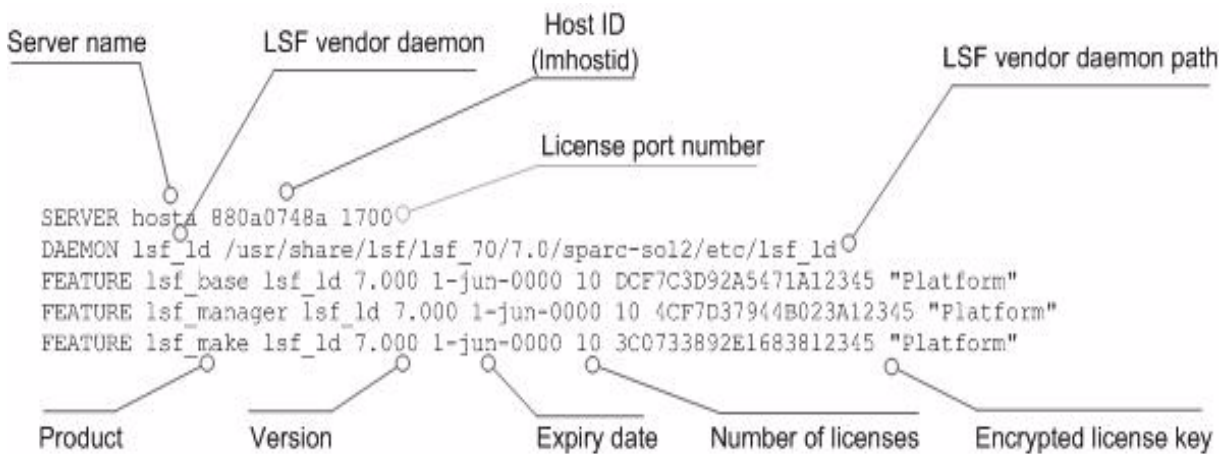 Server name
LSF vendor daemon
Host ID
(lmhostid)
LSF vendor daemon path
License port number
SERVER hosta 880a0748a 1700
DAEMON lsf_ld /usr/share/lsf/lsf_70/7.0/sparc-sol2/etc/lsf_ld
FEATURE lsf_base lsf_ld 7.000 1-jun-0000 10 DCF7C3D92A5471A12345 "Platform"
FEATURE lsf_manager lsf_ld 7.000 1-jun-0000 10 4CF7D37944B023A12345 "Platform"
FEATURE lsf_make lsf_ld 7.000 1-jun-0000 10 3C0733892E1683812345 "Platform"
Product
Version
Expiry date
Number of licenses
Encrypted license key